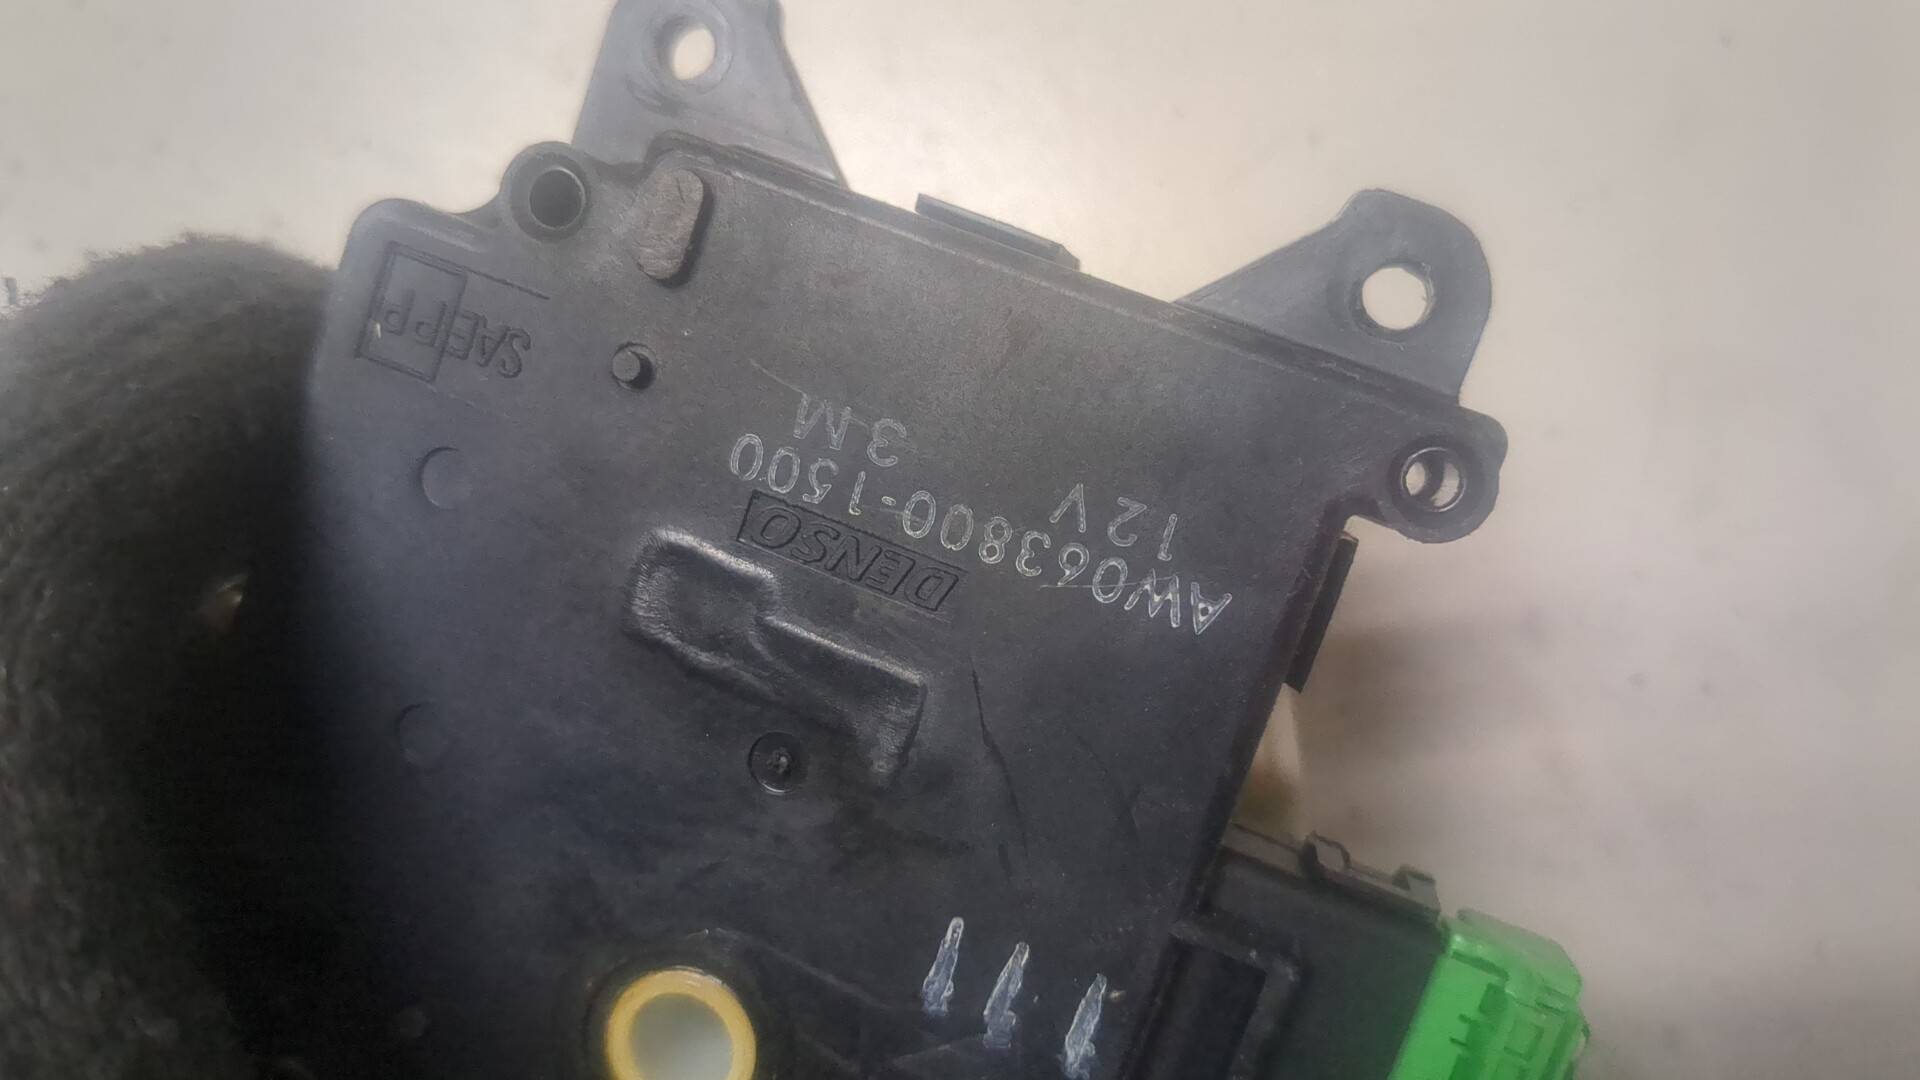 DENSO
AW063800-1500
12V 3M
SAE PP